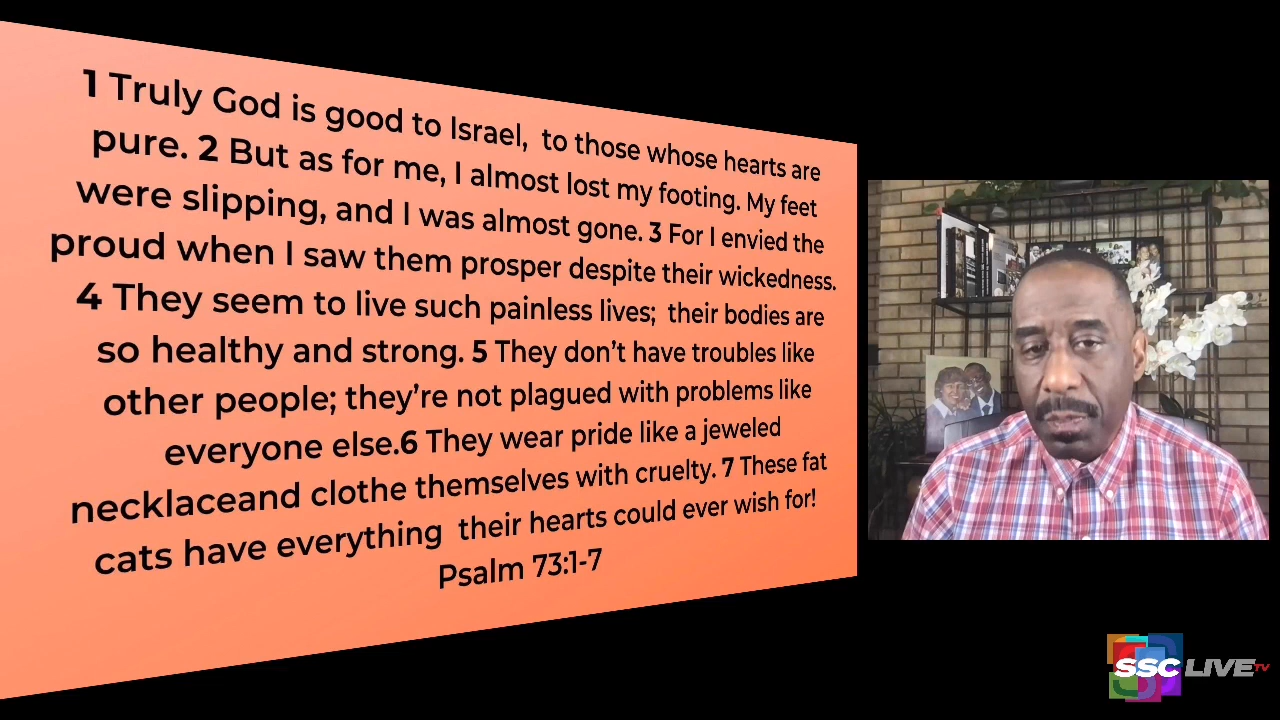 1 Truly God is good to Israel, to those whose hearts are
pure. 2 But as for me, I almost lost my footing. My feet
were slipping, and I was almost gone. 3 For I envied the
proud when I saw them prosper despite their wickedness.
4 They seem to live such painless lives; their bodies are
so healthy and strong. 5 They don't have troubles like
other people; they're not plagued with problems like
everyone else.6 They wear pride like a jeweled
necklaceand clothe themselves with cruelty. 7 These fat
cats have everything their hearts could ever wish for!
Psalm 73:1-7
SSC LIVE TV